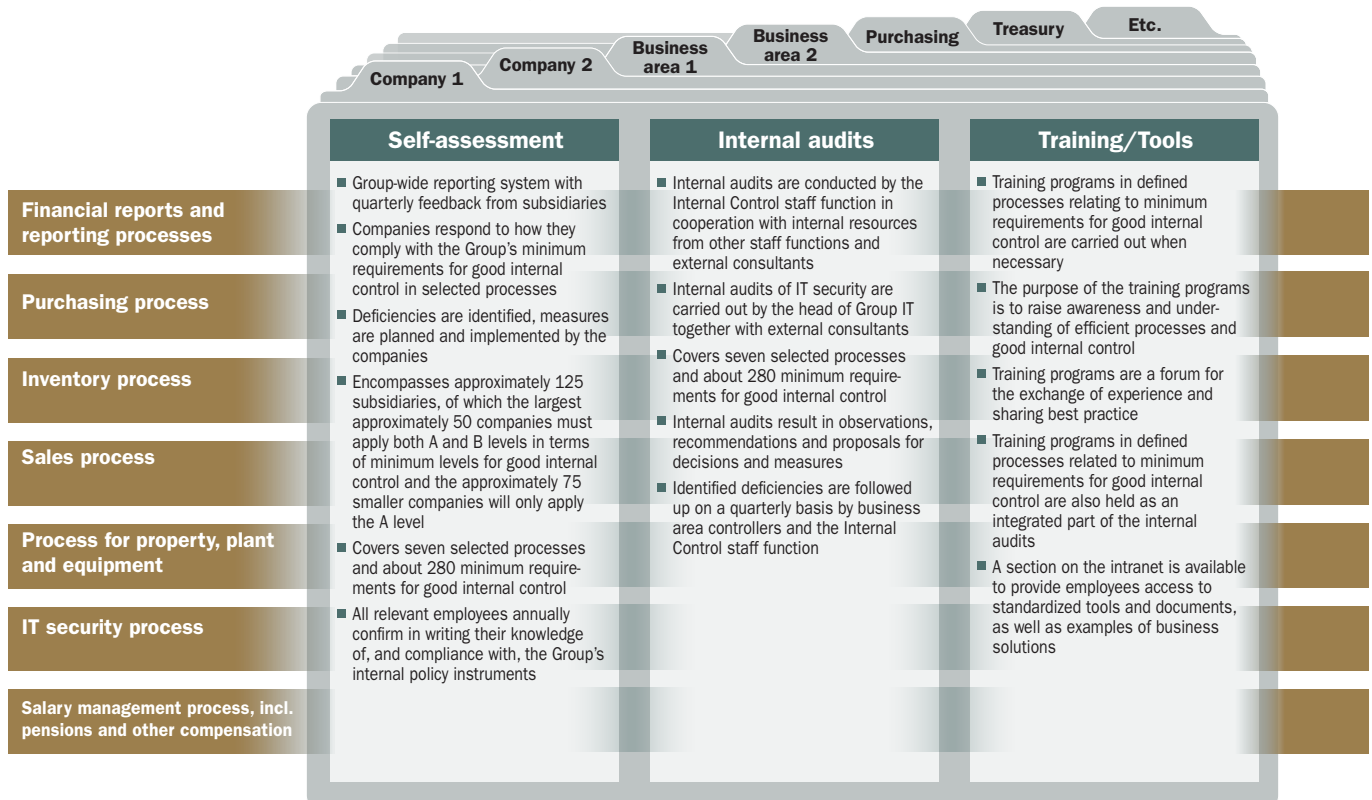 Company 1
Company 2
Business
area 1
Business
area 2
Purchasing
Treasury
Etc.
Financial reports and
reporting processes
Purchasing process
Inventory process
Sales process
Process for property, plant
and equipment
IT security process
Salary management process, incl.
pensions and other compensation
Self-assessment
■ Group-wide reporting system with
quarterly feedback from subsidiaries
■ Companies respond to how they
comply with the Group's minimum
requirements for good internal
control in selected processes
■ Deficiencies are identified, measures
are planned and implemented by the
companies
■ Encompasses approximately 125
subsidiaries, of which the largest
approximately 50 companies must
apply both A and B levels in terms
of minimum levels for good internal
control and the approximately 75
smaller companies will only apply
the A level
■ Covers seven selected processes
and about 280 minimum require-
ments for good internal control
■ All relevant employees annually
confirm in writing their knowledge
of, and compliance with, the Group's
internal policy instruments
Internal audits
■ Internal audits are conducted by the
Internal Control staff function in
cooperation with internal resources
from other staff functions and
external consultants
■ Internal audits of IT security are
carried out by the head of Group IT
together with external consultants
■ Covers seven selected processes
and about 280 minimum require-
ments for good internal control
■ Internal audits result in observations,
recommendations and proposals for
decisions and measures
■ Identified deficiencies are followed
up on a quarterly basis by business
area controllers and the Internal
Control staff function
Training/Tools
■ Training programs in defined
processes relating to minimum
requirements for good internal
control are carried out when
necessary
■ The purpose of the training programs
is to raise awareness and under-
standing of efficient processes and
good internal control
■ Training programs are a forum for
the exchange of experience and
sharing best practice
■ Training programs in defined
processes related to minimum
requirements for good internal
control are also held as an
integrated part of the internal
audits
■ A section on the intranet is available
to provide employees access to
standardized tools and documents,
as well as examples of business
solutions